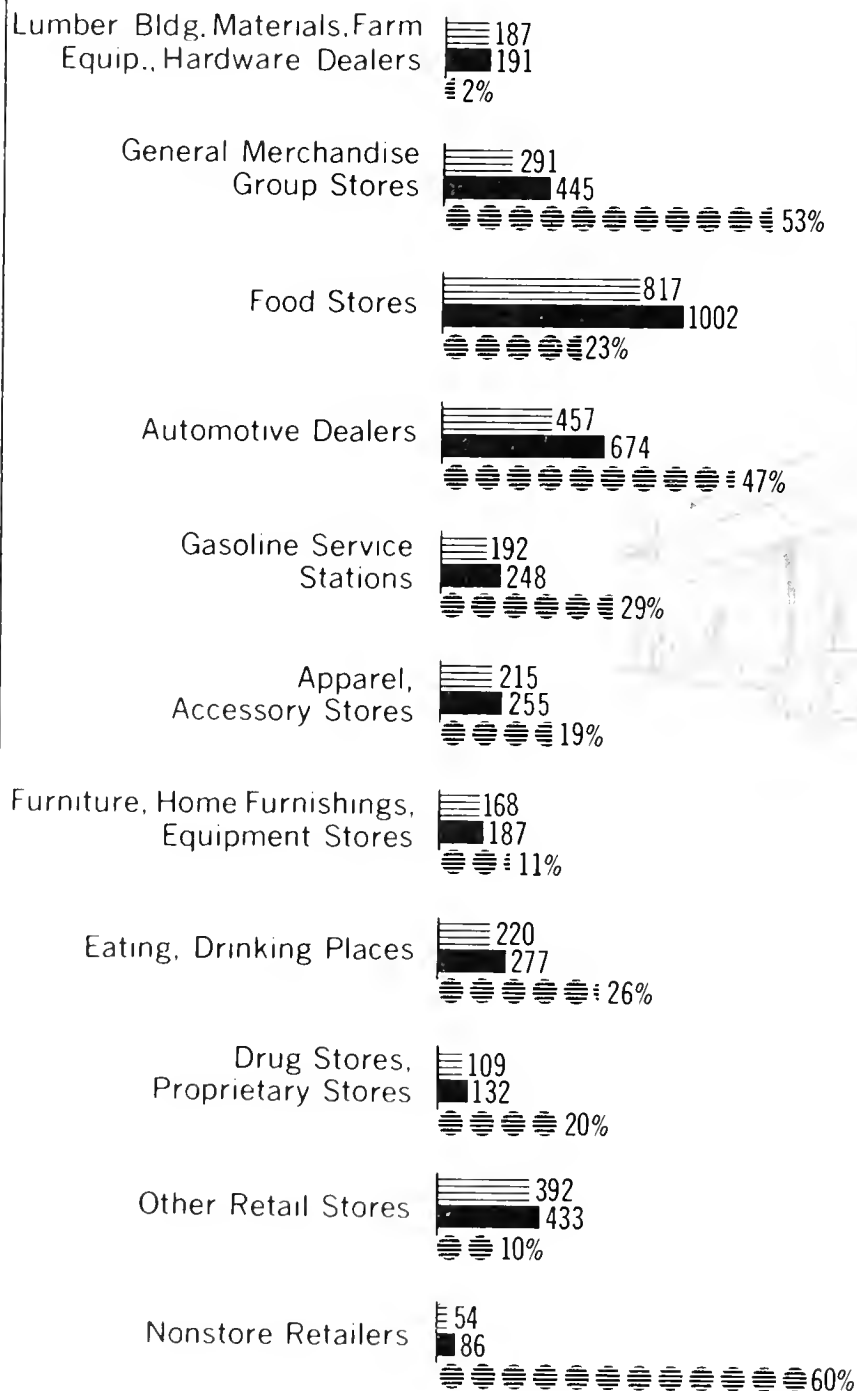 Lumber Bldg. Materials, Farm
Equip., Hardware Dealers
187
191
2%
General Merchandise
Group Stores
291
445
53%
Food Stores
817
1002
23%
Automotive Dealers
457
674
47%
Gasoline Service
Stations
192
248
29%
Apparel,
Accessory Stores
215
255
19%
Furniture, Home Furnishings,
Equipment Stores
168
187
11%
Eating, Drinking Places
220
277
26%
Drug Stores,
Proprietary Stores
109
132
20%
Other Retail Stores
392
433
10%
Nonstore Retailers
54
86
60%